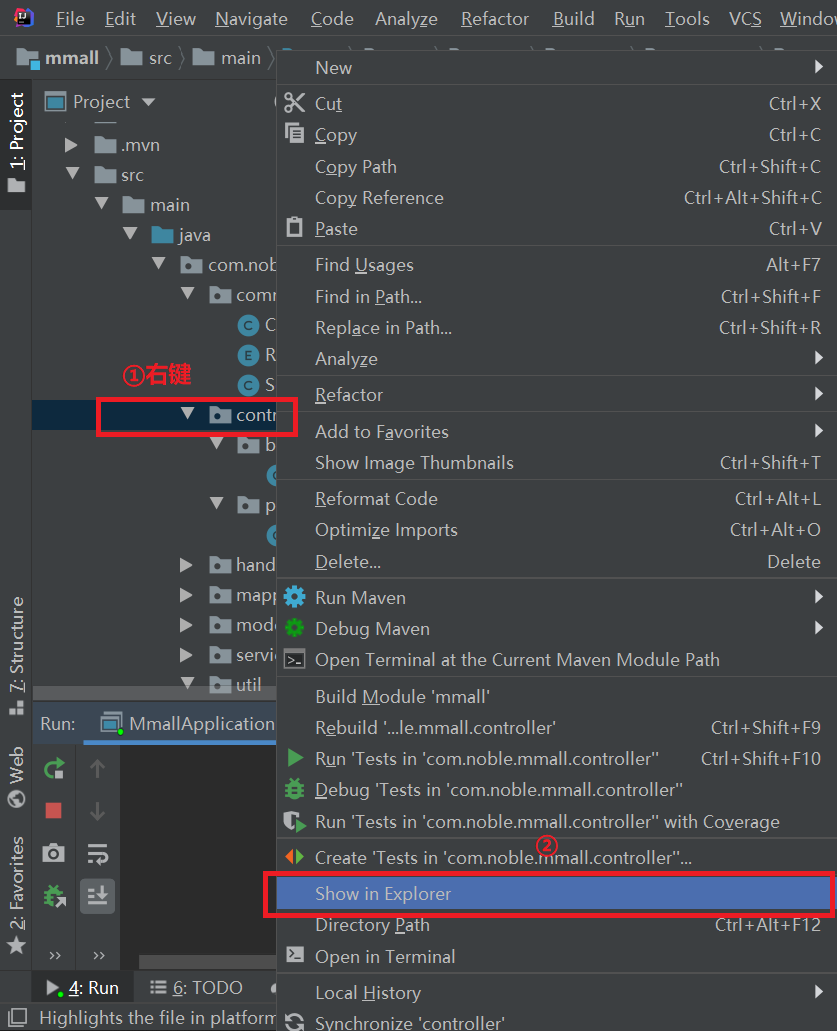 File Edit View Navigate Code Analyze Refactor Build Run Tools VCS Windo
mmall src main
1: Project
Project
.mvn
src
main
java
com.nob
com
C
E R
C S
①右键
contr
b
p
hand
map
mod
servi
util
New
Cut Ctrl+X
Copy Ctrl+C
Copy Path Ctrl+Shift+C
Copy Reference Ctrl+Alt+Shift+C
Paste Ctrl+V
Find Usages Alt+F7
Find in Path... Ctrl+Shift+F
Replace in Path... Ctrl+Shift+R
Analyze
Refactor
Add to Favorites
Show Image Thumbnails Ctrl+Shift+T
Reformat Code Ctrl+Alt+L
Optimize Imports Ctrl+Alt+O
Delete... Delete
Run Maven
Debug Maven
Open Terminal at the Current Maven Module Path
Build Module 'mmall'
Rebuild '...le.mmall.controller' Ctrl+Shift+F9
Run 'Tests in 'com.noble.mmall.controller'' Ctrl+Shift+F10
Debug 'Tests in 'com.noble.mmall.controller''
Run 'Tests in 'com.noble.mmall.controller'' with Coverage
②
Create 'Tests in 'com.noble.mmall.controller''...
Show in Explorer
Directory Path Ctrl+Alt+F12
Open in Terminal
Local History
Synchronize 'controller'
7: Structure
Web
2: Favorites
Run: MmallApplication
4: Run 6: TODO
Highlights the file in platform